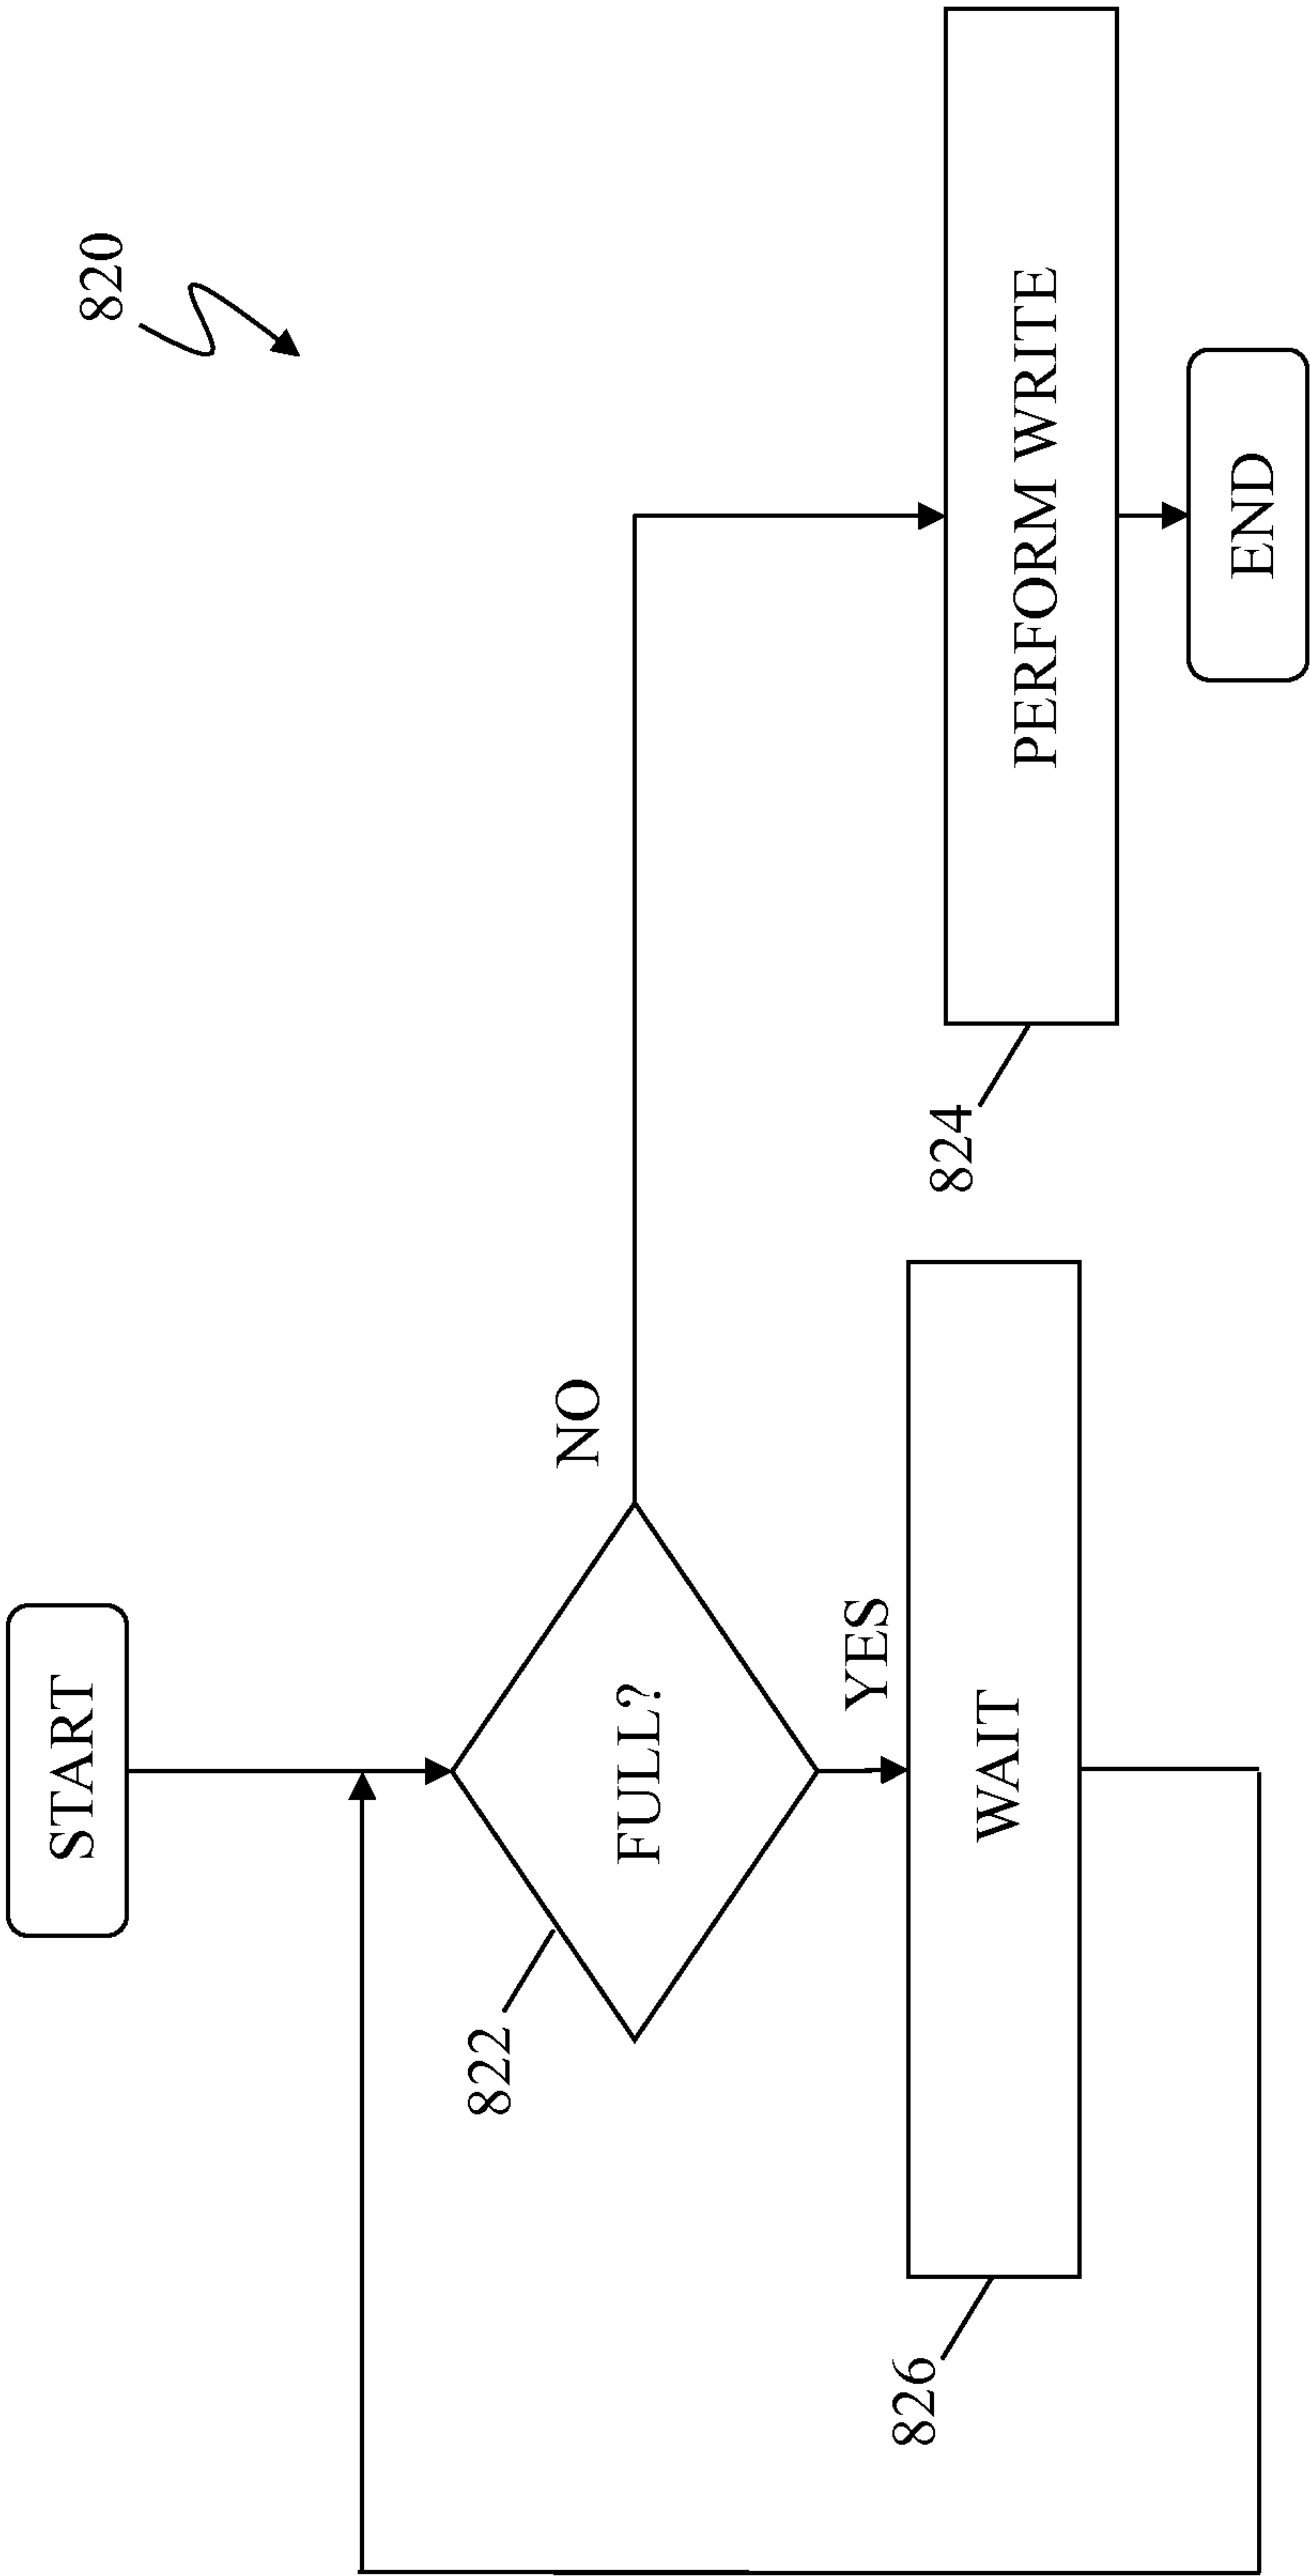 START
820
FULL?
822
NO
YES
WAIT
826
PERFORM WRITE
824
END